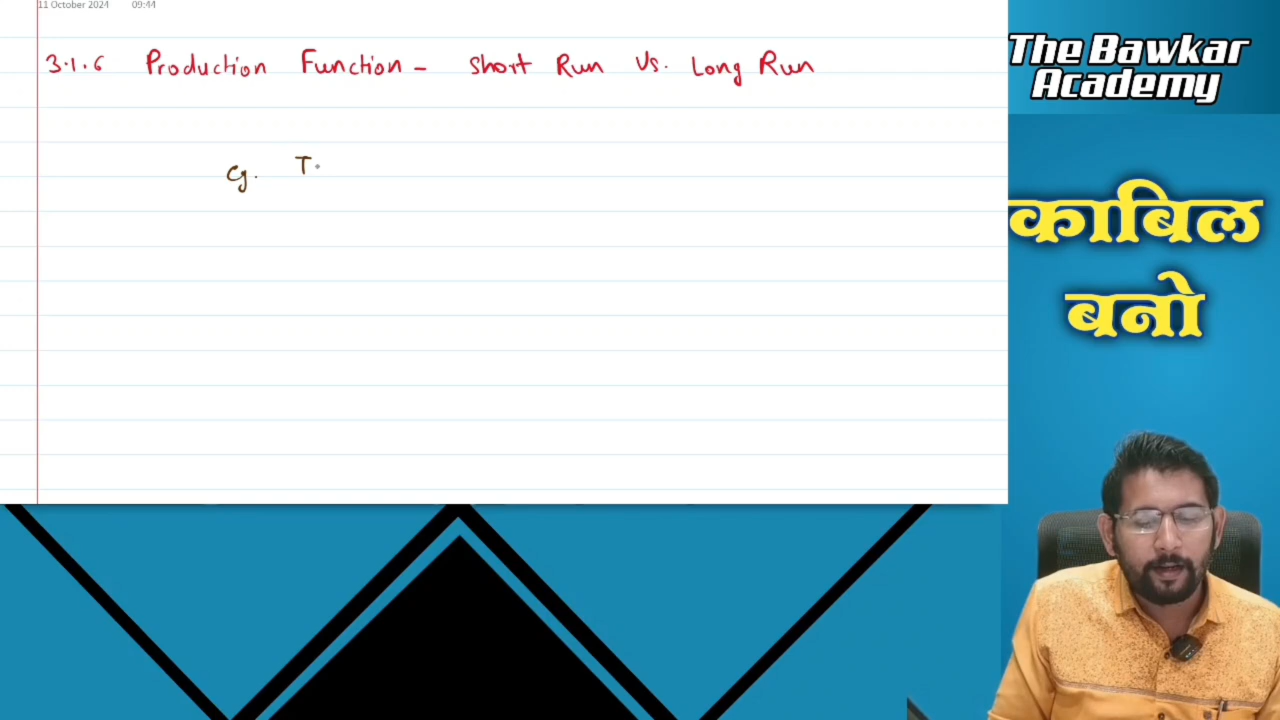 11 October 2024 09:44
3.1.6 Production Function - Short Run Vs. Long Run
eg. T.
The Bawkar
Academy
काबिल
बनो